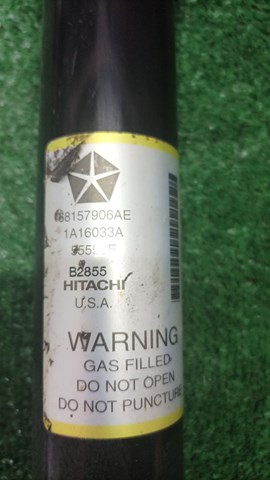 68157906AE
1A16033A
B2855
HITACHI
U.S.A.
WARNING
GAS FILLED
DO NOT OPEN
DO NOT PUNCTURE